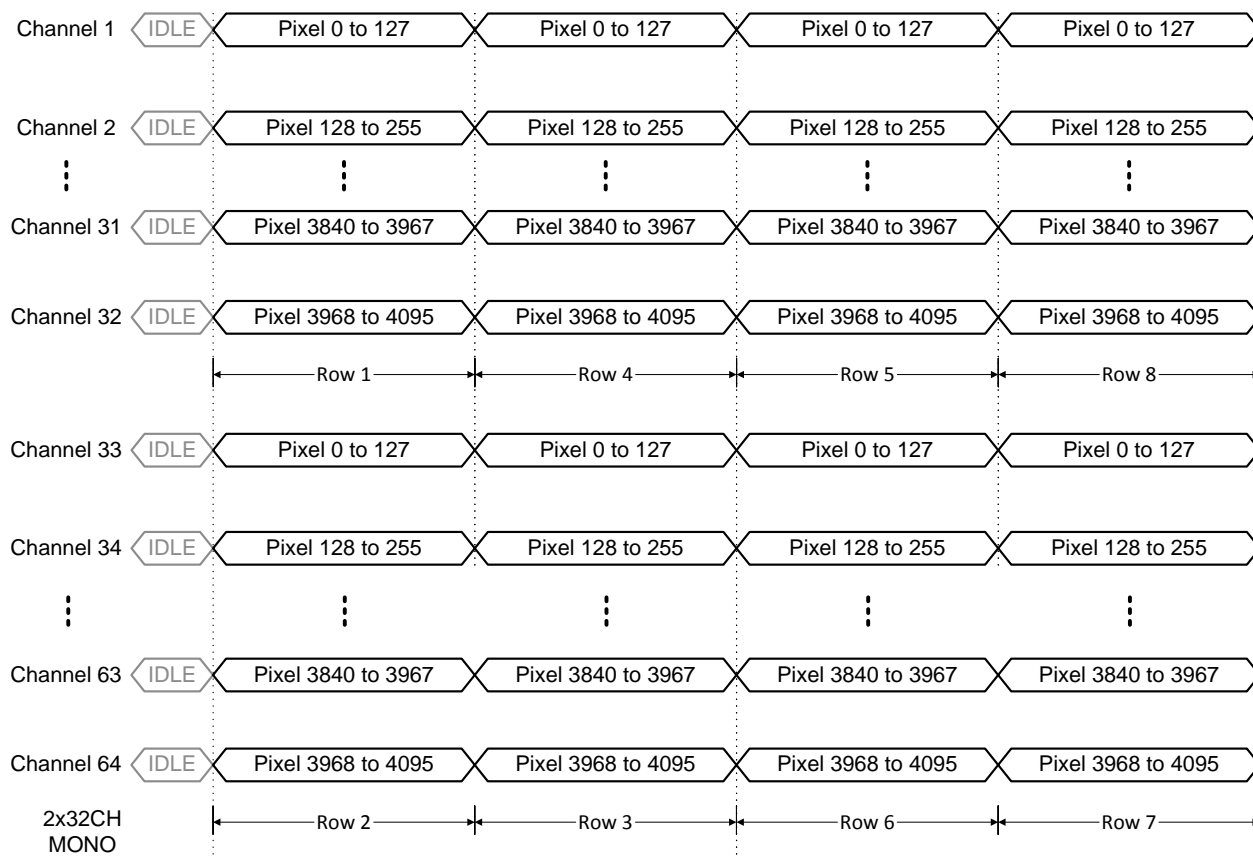 Channel 1 IDLE Pixel 0 to 127 Pixel 0 to 127 Pixel 0 to 127 Pixel 0 to 127
Channel 2 IDLE Pixel 128 to 255 Pixel 128 to 255 Pixel 128 to 255 Pixel 128 to 255
Channel 31 IDLE Pixel 3840 to 3967 Pixel 3840 to 3967 Pixel 3840 to 3967 Pixel 3840 to 3967
Channel 32 IDLE Pixel 3968 to 4095 Pixel 3968 to 4095 Pixel 3968 to 4095 Pixel 3968 to 4095
Row 1 Row 4 Row 5 Row 8
Channel 33 IDLE Pixel 0 to 127 Pixel 0 to 127 Pixel 0 to 127 Pixel 0 to 127
Channel 34 IDLE Pixel 128 to 255 Pixel 128 to 255 Pixel 128 to 255 Pixel 128 to 255
Channel 63 IDLE Pixel 3840 to 3967 Pixel 3840 to 3967 Pixel 3840 to 3967 Pixel 3840 to 3967
Channel 64 IDLE Pixel 3968 to 4095 Pixel 3968 to 4095 Pixel 3968 to 4095 Pixel 3968 to 4095
2x32CH
MONO
Row 2 Row 3 Row 6 Row 7